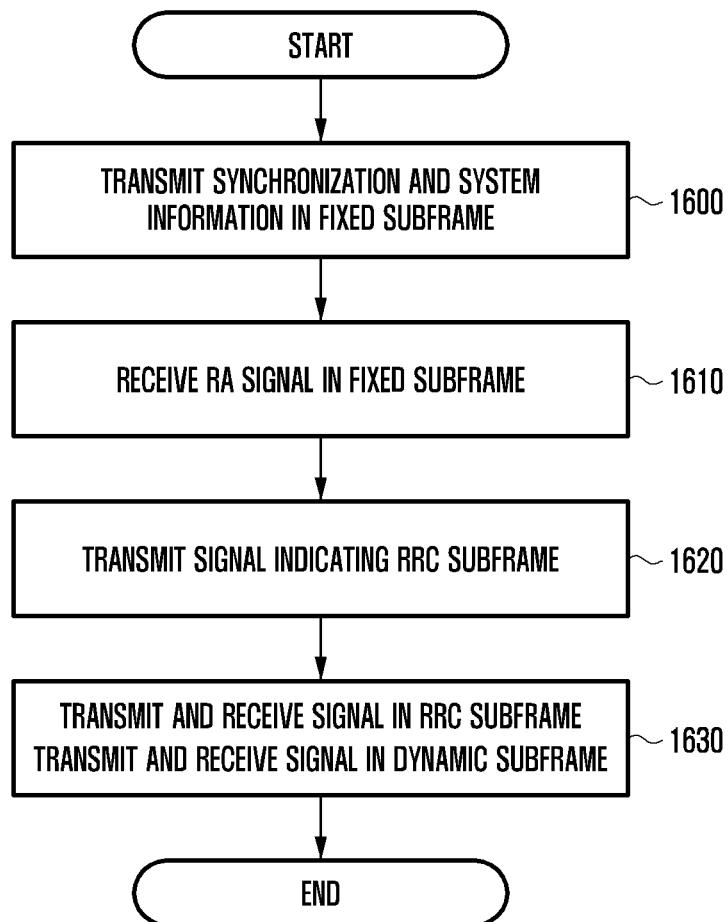 START
TRANSMIT SYNCHRONIZATION AND SYSTEM
INFORMATION IN FIXED SUBFRAME
1600
RECEIVE RA SIGNAL IN FIXED SUBFRAME
1610
TRANSMIT SIGNAL INDICATING RRC SUBFRAME
1620
TRANSMIT AND RECEIVE SIGNAL IN RRC SUBFRAME
TRANSMIT AND RECEIVE SIGNAL IN DYNAMIC SUBFRAME
1630
END